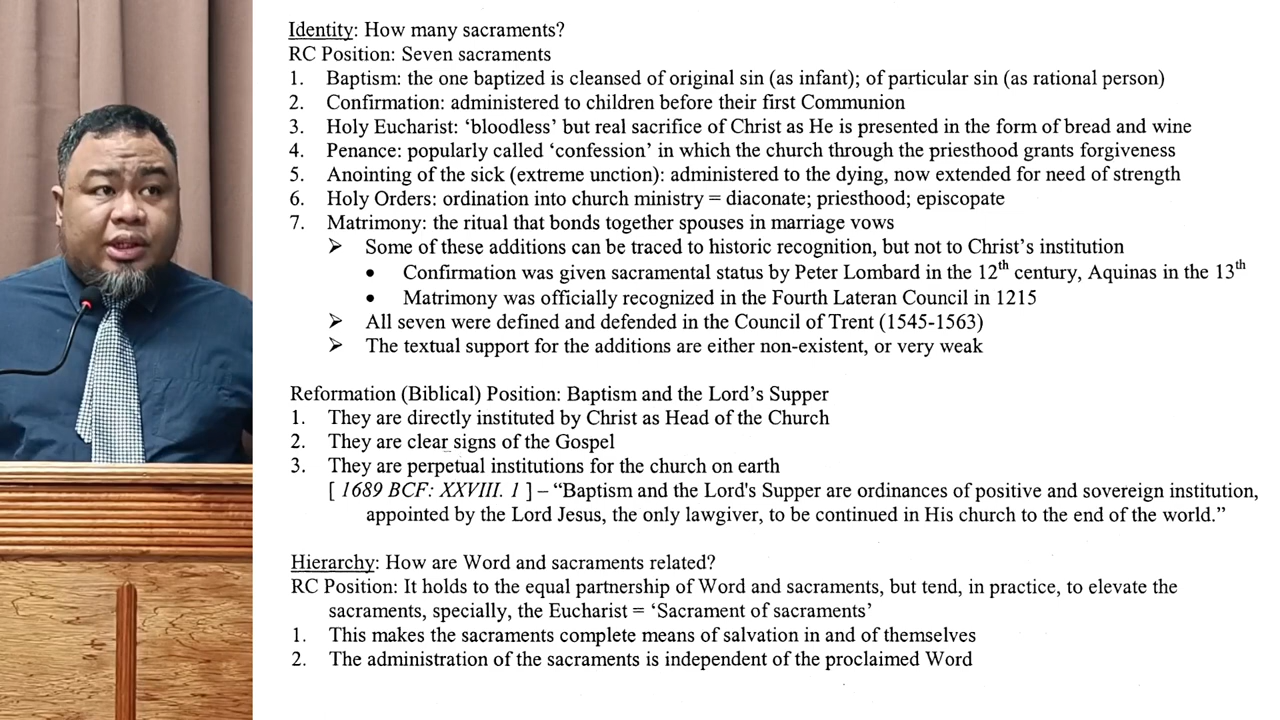 Identity: How many sacraments?
RC Position: Seven sacraments
1. Baptism: the one baptized is cleansed of original sin (as infant); of particular sin (as rational person)
2. Confirmation: administered to children before their first Communion
3. Holy Eucharist: ‘bloodless’ but real sacrifice of Christ as He is presented in the form of bread and wine
4. Penance: popularly called ‘confession’ in which the church through the priesthood grants forgiveness
5. Anointing of the sick (extreme unction): administered to the dying, now extended for need of strength
6. Holy Orders: ordination into church ministry = diaconate; priesthood; episcopate
7. Matrimony: the ritual that bonds together spouses in marriage vows
➢ Some of these additions can be traced to historic recognition, but not to Christ’s institution
• Confirmation was given sacramental status by Peter Lombard in the 12th century, Aquinas in the 13th
• Matrimony was officially recognized in the Fourth Lateran Council in 1215
➢ All seven were defined and defended in the Council of Trent (1545-1563)
➢ The textual support for the additions are either non-existent, or very weak
Reformation (Biblical) Position: Baptism and the Lord’s Supper
1. They are directly instituted by Christ as Head of the Church
2. They are clear signs of the Gospel
3. They are perpetual institutions for the church on earth
[ 1689 BCF: XXVIII. 1 ] – “Baptism and the Lord's Supper are ordinances of positive and sovereign institution,
appointed by the Lord Jesus, the only lawgiver, to be continued in His church to the end of the world.”
Hierarchy: How are Word and sacraments related?
RC Position: It holds to the equal partnership of Word and sacraments, but tend, in practice, to elevate the
sacraments, specially, the Eucharist = ‘Sacrament of sacraments’
1. This makes the sacraments complete means of salvation in and of themselves
2. The administration of the sacraments is independent of the proclaimed Word